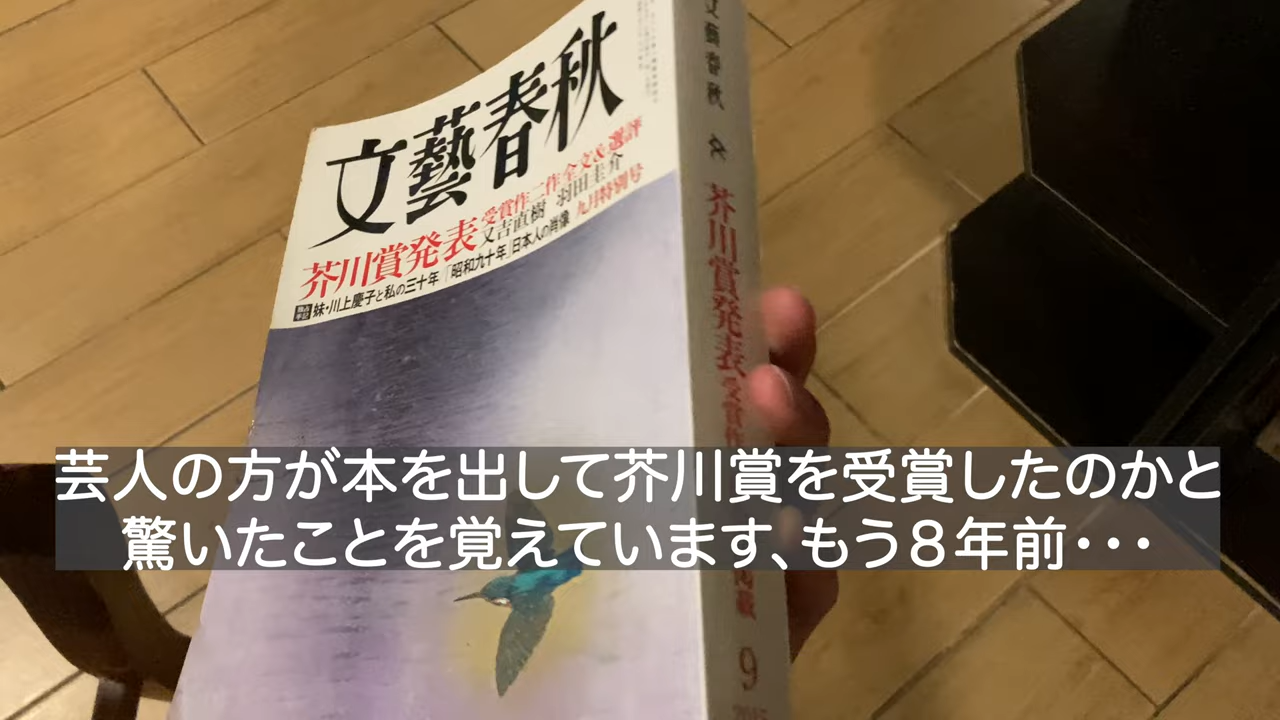 文藝春秋
芥川賞発表
受賞作二作全文&選評
又吉直樹 羽田圭介
九月特別号
妹・川上慶子と私の三十年「昭和九十年」日本人の肖像
芥川賞発表
9
2015
芸人の方が本を出して芥川賞を受賞したのかと
驚いたことを覚えています、もう8年前・・・